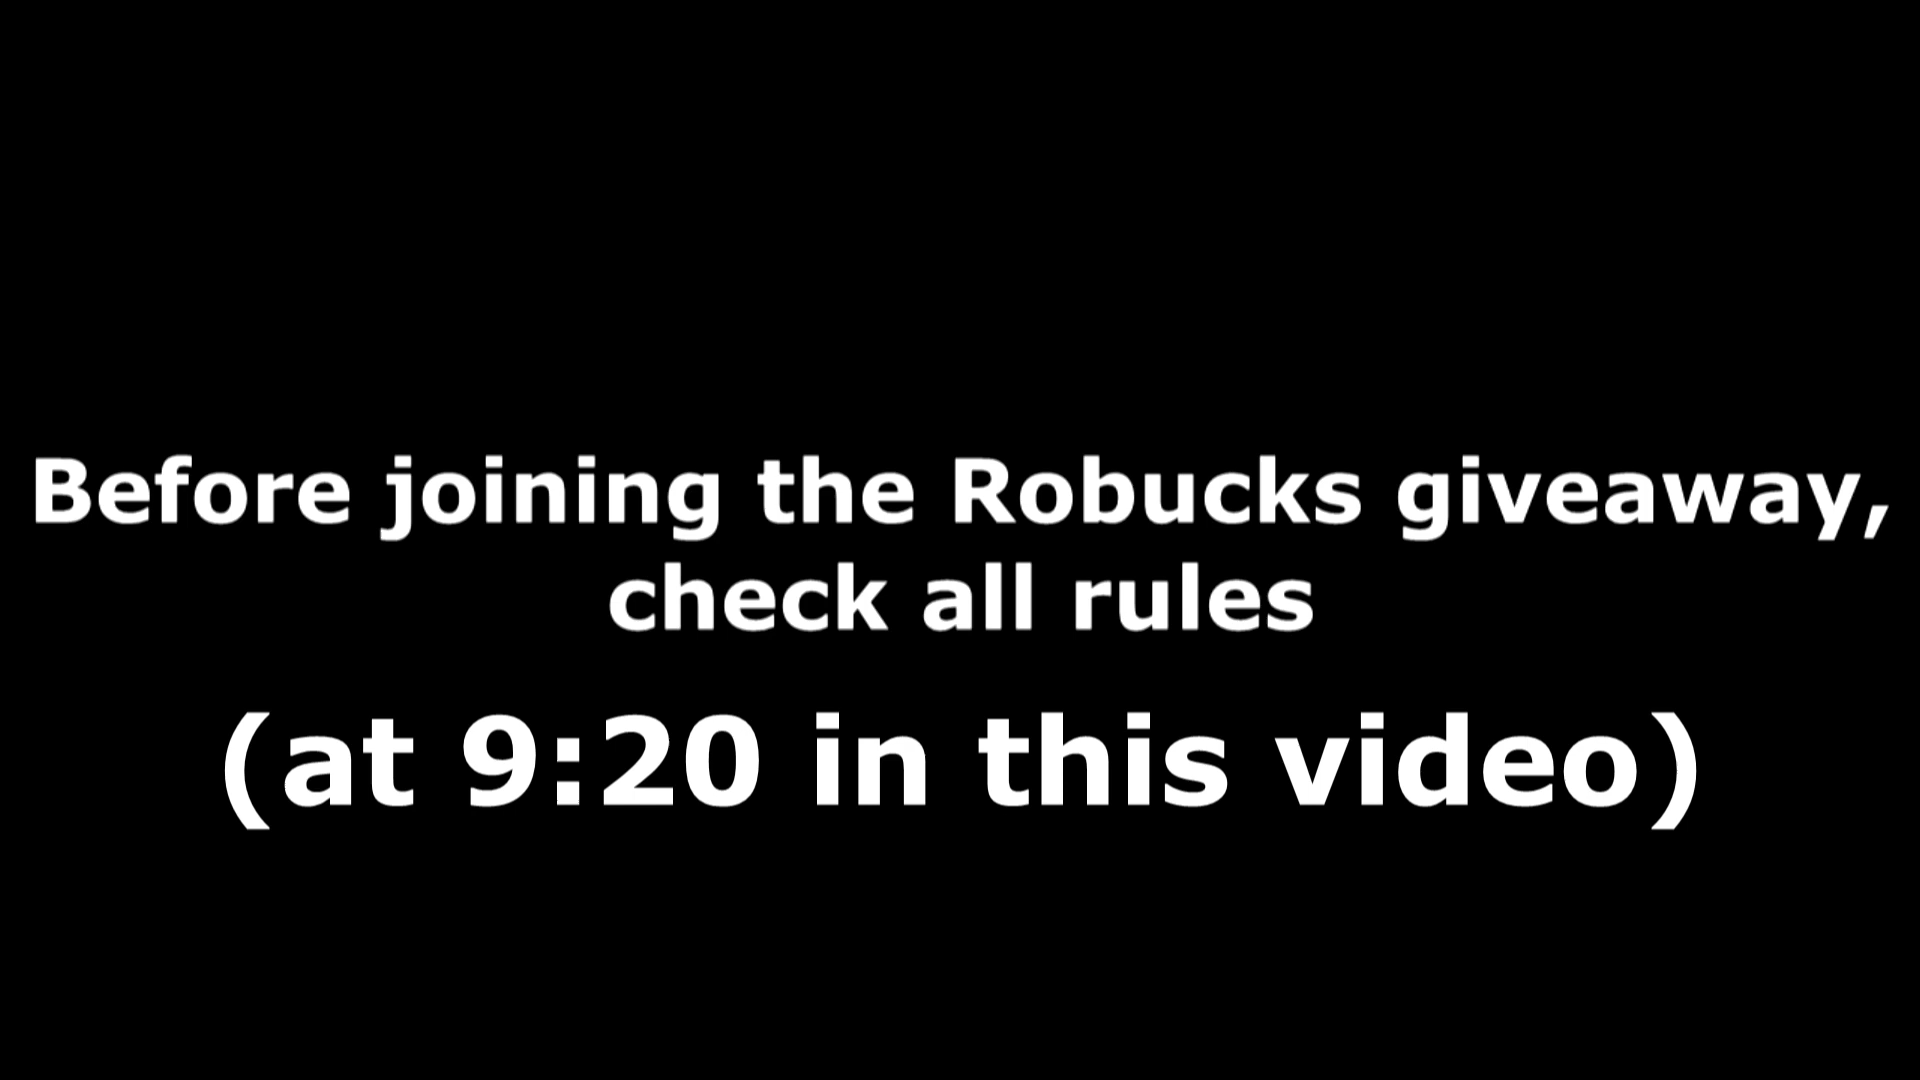 Before joining the Robucks giveaway,
check all rules
(at 9:20 in this video)